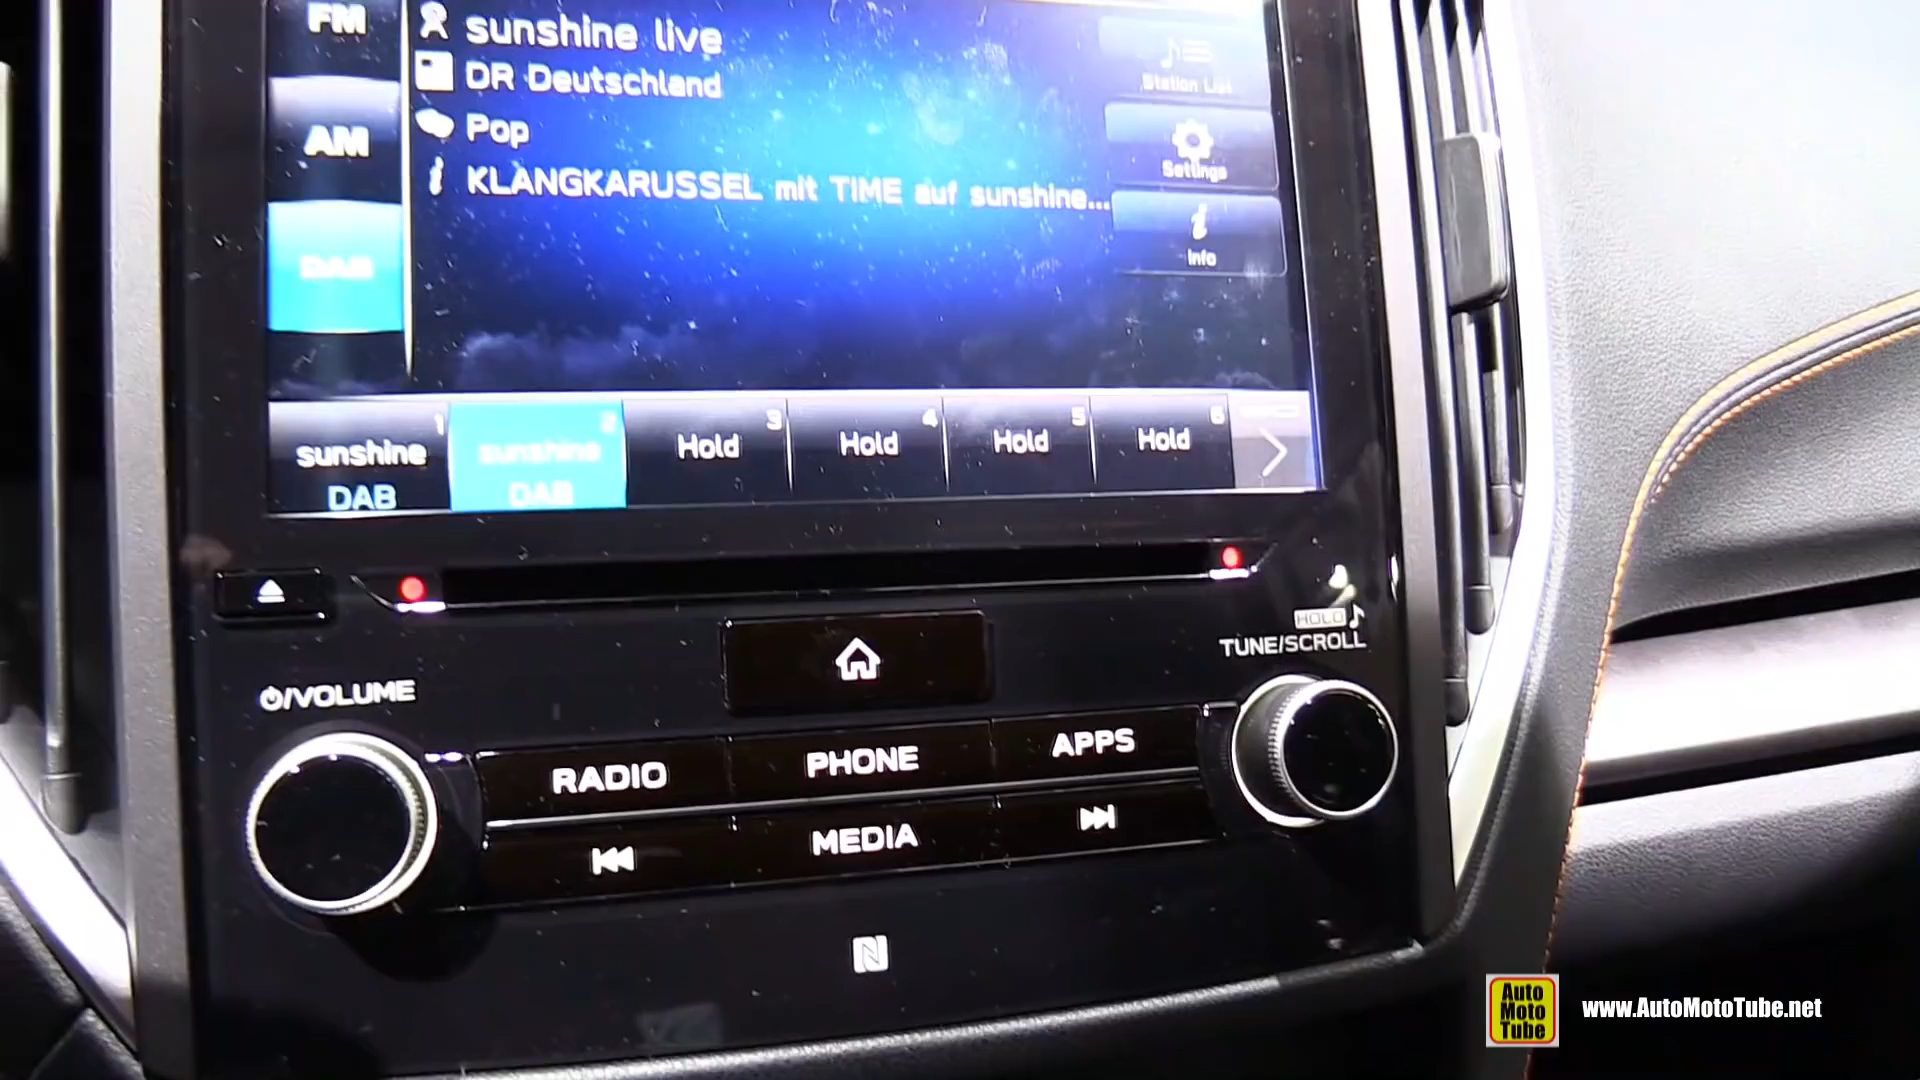 FM
sunshine live
DR Deutschland
Pop
KLANGKARUSSEL mit TIME auf sunshine...
AM
DAB
Station List
Settings
Info
1
sunshine
DAB
2
sunshine
DAB
3
Hold
4
Hold
5
Hold
6
Hold
HOLD
TUNE/SCROLL
/VOLUME
RADIO
PHONE
APPS
MEDIA
Auto
Moto
Tube
www.AutoMotoTube.net